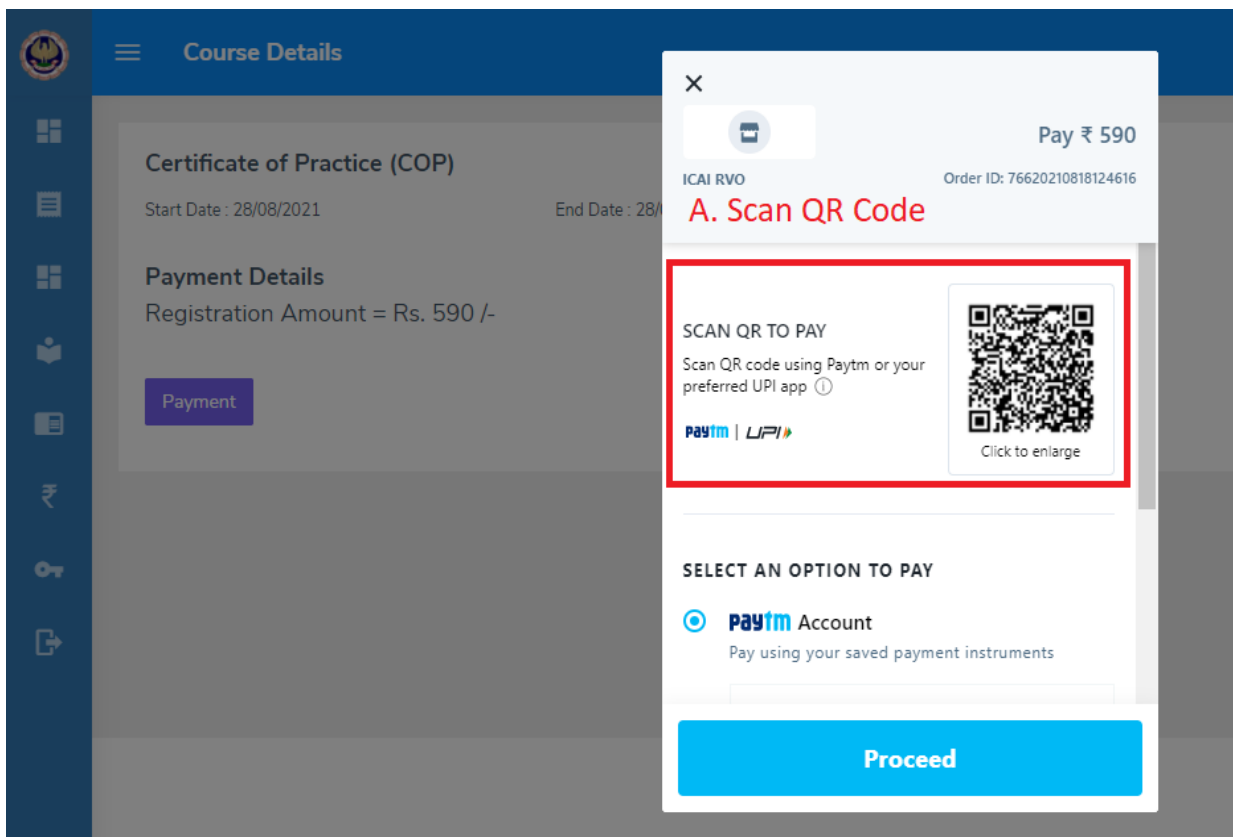 Course Details
Certificate of Practice (COP)
Start Date : 28/08/2021
End Date : 28/
Payment Details
Registration Amount = Rs. 590 /-
Payment
Pay ₹ 590
ICAI RVO
Order ID: 76620210818124616
A. Scan QR Code
SCAN QR TO PAY
Scan QR code using Paytm or your
preferred UPI app
paytm | UPI
Click to enlarge
SELECT AN OPTION TO PAY
paytm Account
Pay using your saved payment instruments
Proceed